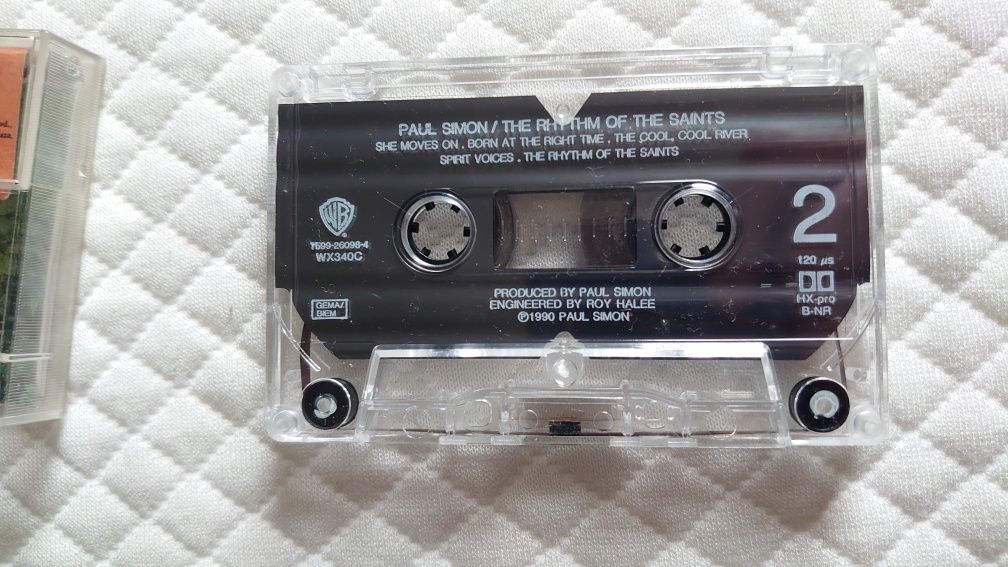 PAUL SIMON / THE RHYTHM OF THE SAINTS
SHE MOVES ON . BORN AT THE RIGHT TIME . THE COOL, COOL RIVER
SPIRIT VOICES . THE RHYTHM OF THE SAINTS
WB
7599-26098-4
WX340C
2
120 µs
HX-pro
B-NR
GEMA/
BIEM
PRODUCED BY PAUL SIMON
ENGINEERED BY ROY HALEE
℗1990 PAUL SIMON